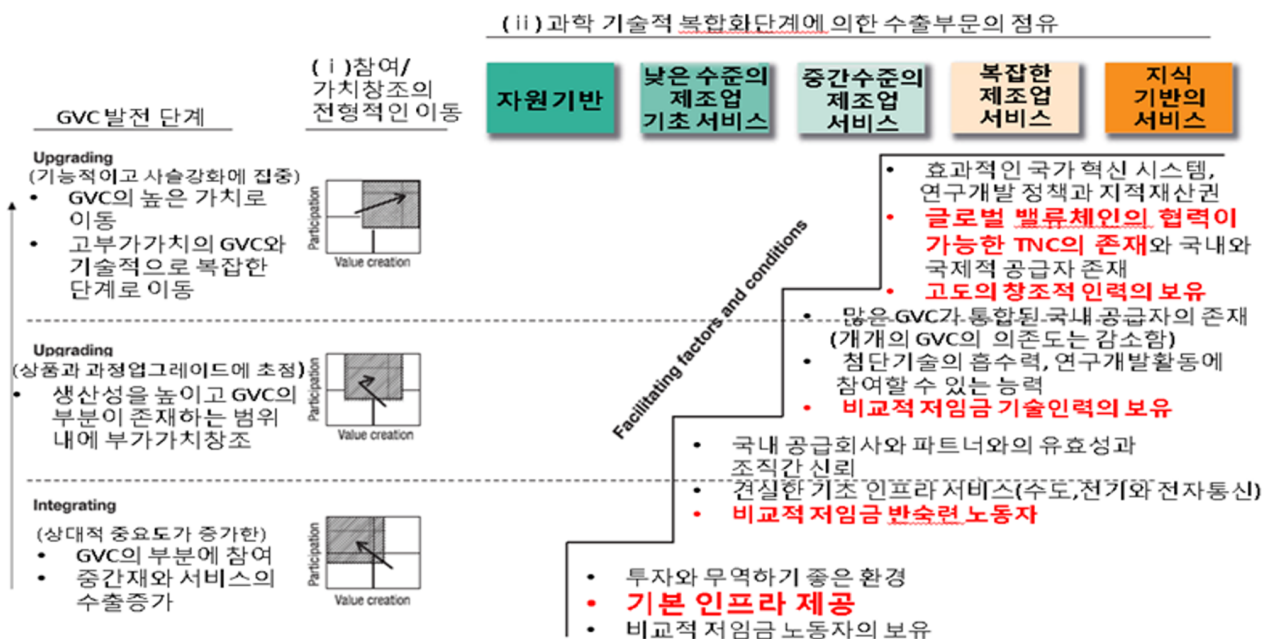 (ii)과학 기술적 복합화단계에 의한 수출부문의 점유
GVC 발전 단계
(i)참여/
가치창조의
전형적인 이동
자원기반
낮은 수준의
제조업
기초 서비스
중간수준의
제조업
서비스
복잡한
제조업
서비스
지식
기반의
서비스
Upgrading
(기능적이고 사슬강화에 집중)
• GVC의 높은 가치로
이동
• 고부가가치의 GVC와
기술적으로 복잡한
단계로 이동
Participation
Value creation
Upgrading
(상품과 과정업그레이드에 초점)
• 생산성을 높이고 GVC의
부분이 존재하는 범위
내에 부가가치창조
Participation
Value creation
Integrating
(상대적 중요도가 증가한)
• GVC의 부분에 참여
• 중간재와 서비스의
수출증가
Participation
Value creation
Facilitating factors and conditions
• 효과적인 국가 혁신 시스템,
연구개발 정책과 지적재산권
• 글로벌 밸류체인의 협력이
가능한 TNC의 존재와 국내와
국제적 공급자 존재
• 고도의 창조적 인력의 보유
• 많은 GVC가 통합된 국내 공급자의 존재
(개개의 GVC의 의존도는 감소함)
• 첨단기술의 흡수력, 연구개발활동에
참여할 수 있는 능력
• 비교적 저임금 기술인력의 보유
• 국내 공급회사와 파트너와의 유효성과
조직간 신뢰
• 견실한 기초 인프라 서비스(수도,전기와 전자통신)
• 비교적 저임금 반숙련 노동자
• 투자와 무역하기 좋은 환경
• 기본 인프라 제공
• 비교적 저임금 노동자의 보유